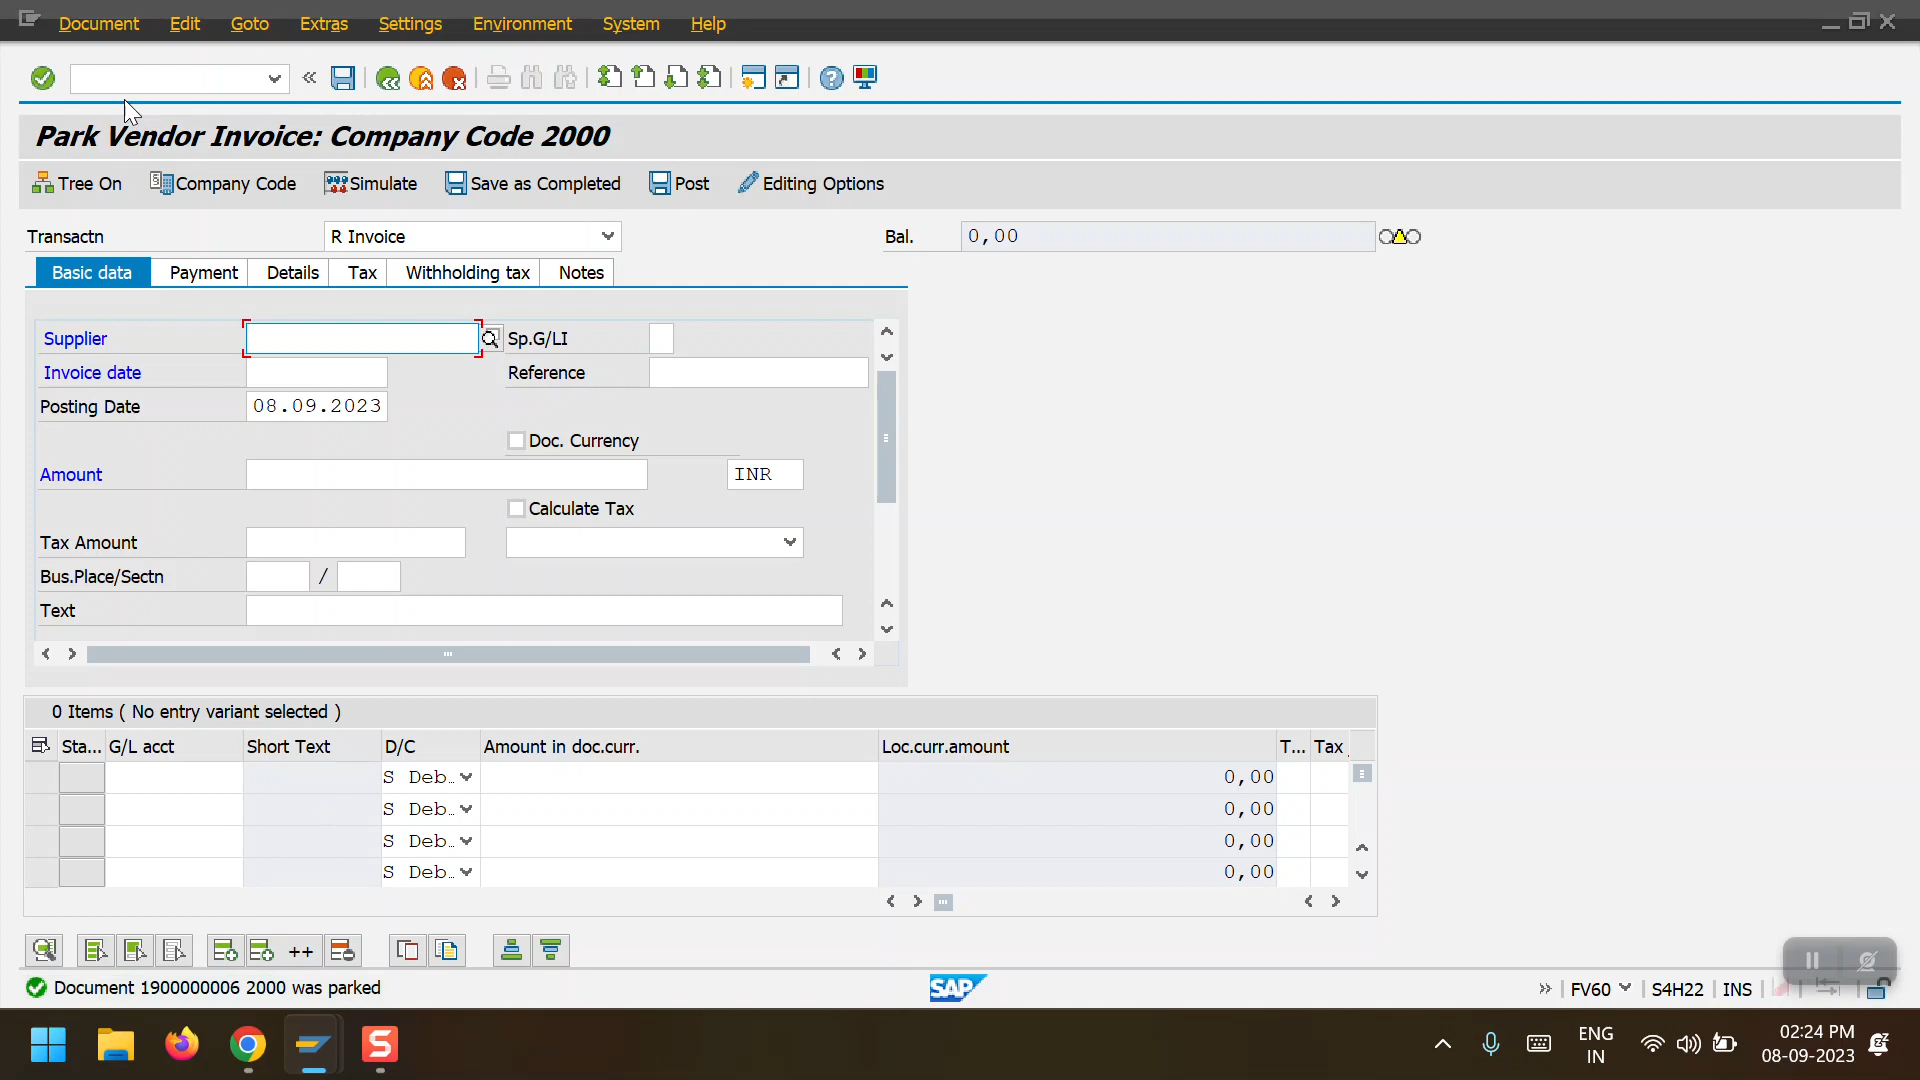 Document Edit Goto Extras Settings Environment System Help
Park Vendor Invoice: Company Code 2000
Tree On Company Code Simulate Save as Completed Post Editing Options
Transactn R Invoice Bal. 0,00
Basic data Payment Details Tax Withholding tax Notes
Supplier Sp.G/LI
Invoice date Reference
Posting Date 08.09.2023
Doc. Currency
Amount INR
Calculate Tax
Tax Amount
Bus.Place/Sectn /
Text
0 Items ( No entry variant selected )
Sta... G/L acct Short Text D/C Amount in doc.curr. Loc.curr.amount T... Tax
S Deb.. 0,00
S Deb.. 0,00
S Deb.. 0,00
S Deb.. 0,00
Document 1900000006 2000 was parked SAP FV60 S4H22 INS
S ENG 02:24 PM
IN 08-09-2023